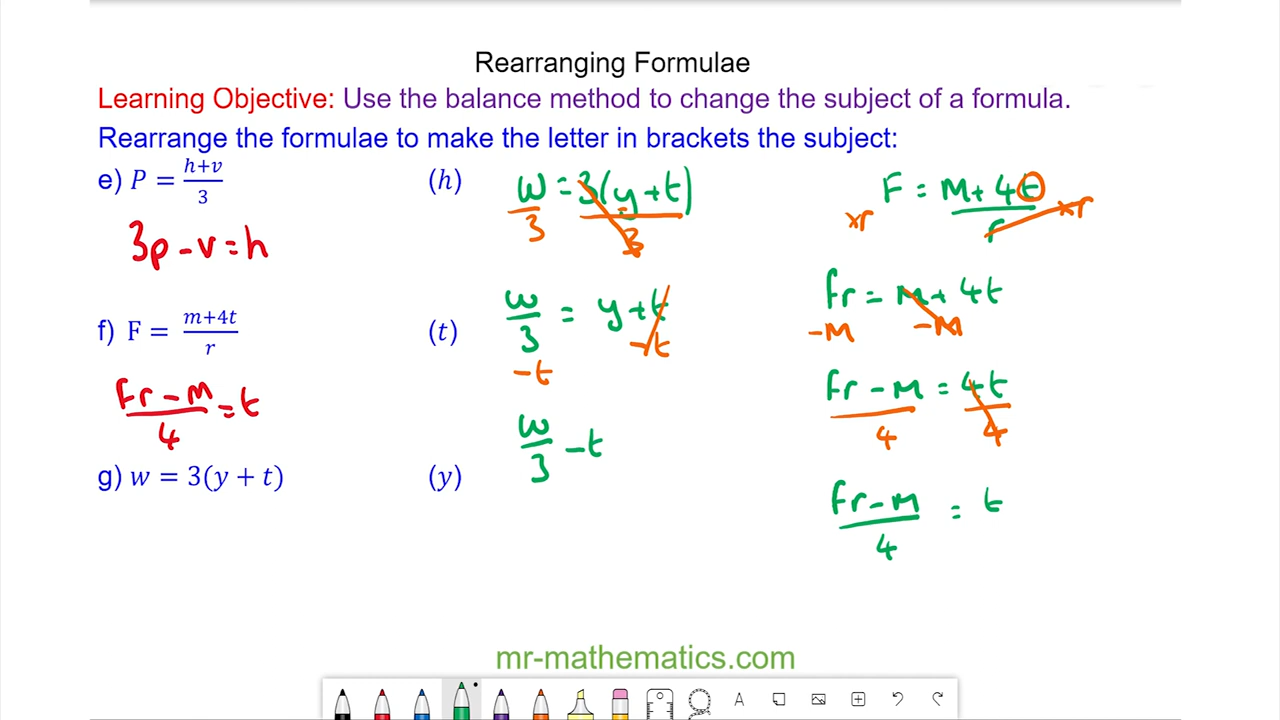 Rearranging Formulae
Learning Objective: Use the balance method to change the subject of a formula.
Rearrange the formulae to make the letter in brackets the subject:
e) P = (h+v)/3 (h)
3p - v = h
f) F = (m+4t)/r (t)
(Fr - M)/4 = t
g) w = 3(y + t) (y)
W/3 = 3(y + t)/3
w/3 = y + t
-t -t
w/3 - t
F = (M + 4t)/r
×r ×r
Fr = M + 4t
-M -M
(Fr - M)/4 = 4t/4
(Fr - M)/4 = t
mr-mathematics.com
A